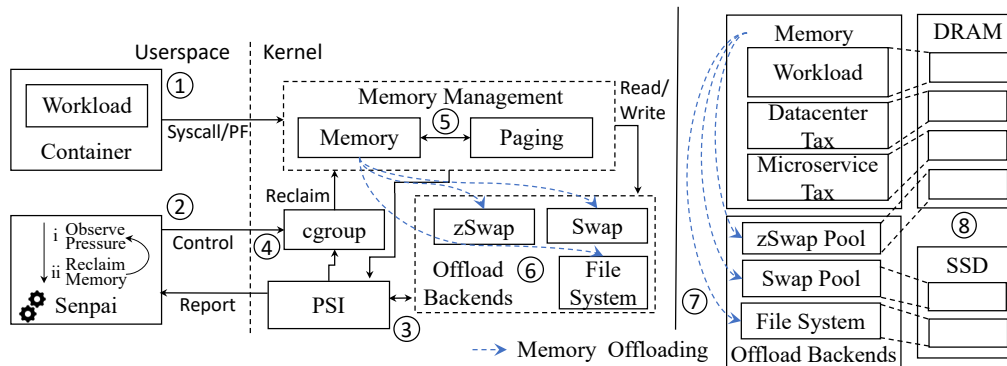 Userspace
Kernel
①
Workload
Container
Syscall/PF
Memory Management
Memory
⑤
Paging
Read/
Write
②
i Observe
Pressure
ii Reclaim
Memory
Senpai
Control
Report
Reclaim
④
cgroup
PSI
③
zSwap
Swap
Offload
Backends
⑥
File
System
Memory Offloading
⑦
Memory
Workload
Datacenter
Tax
Microservice
Tax
zSwap Pool
Swap Pool
File System
Offload Backends
DRAM
⑧
SSD